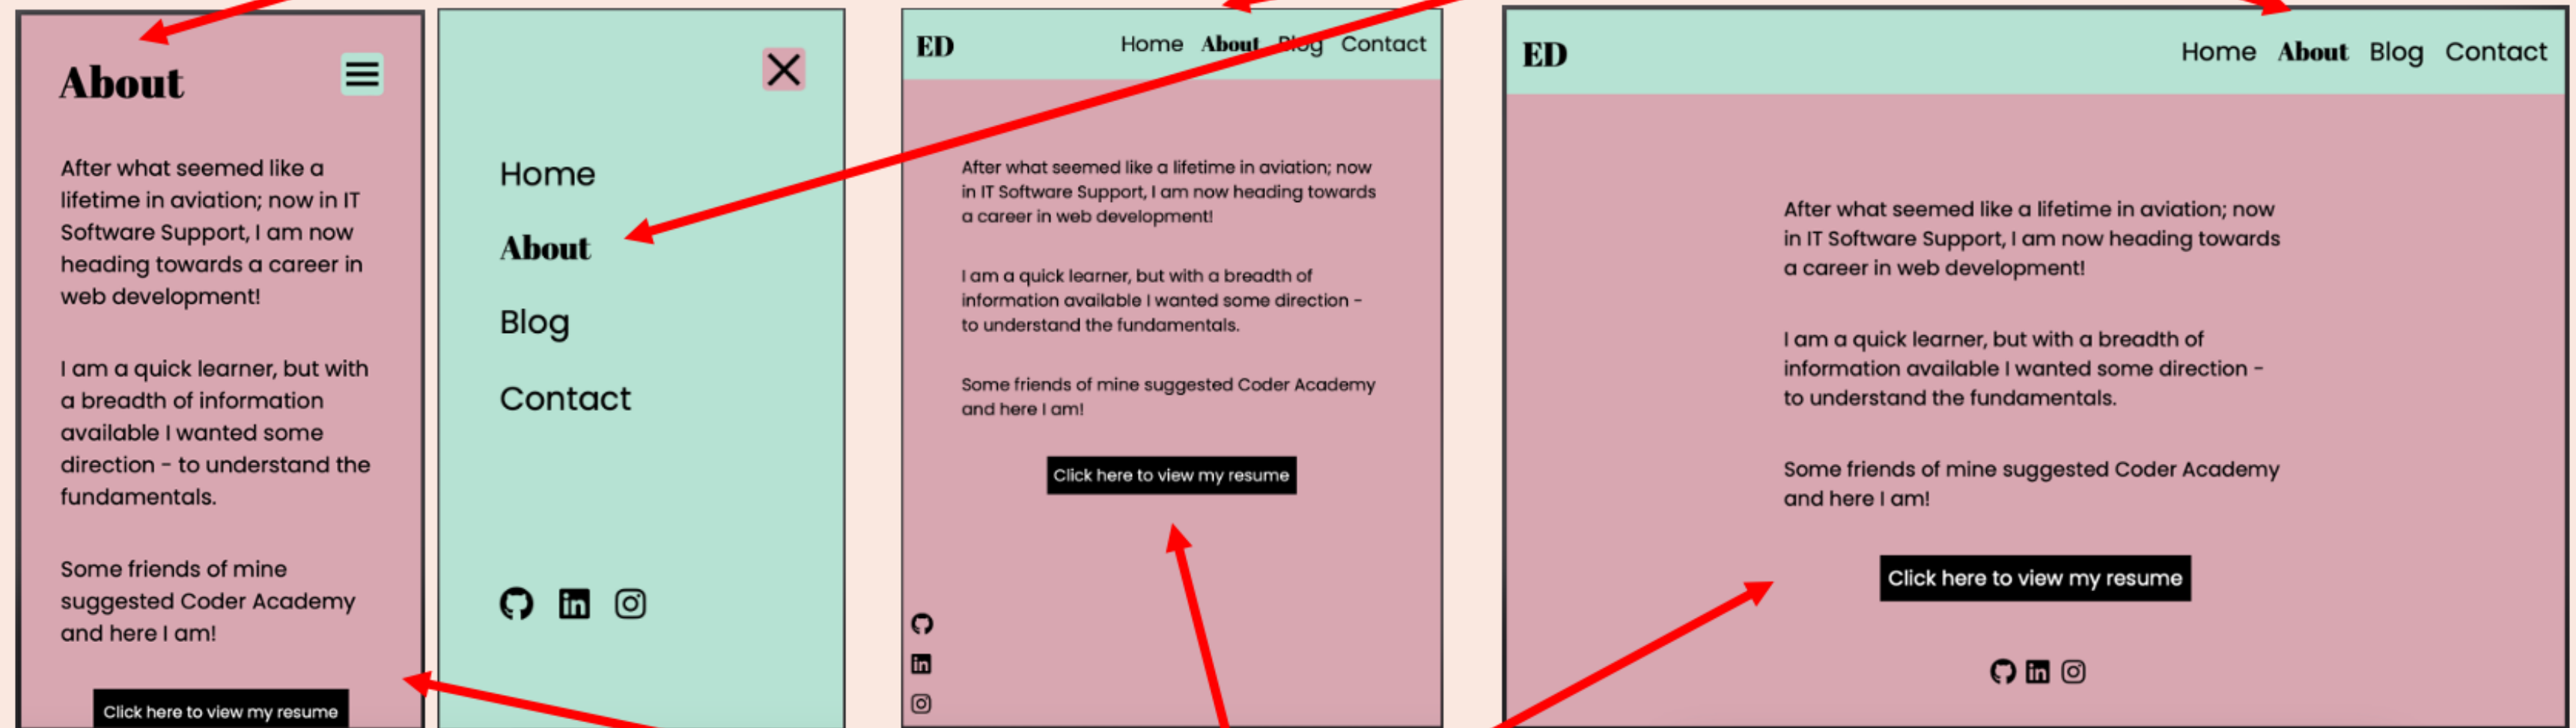 About
After what seemed like a
lifetime in aviation; now in IT
Software Support, I am now
heading towards a career in
web development!
I am a quick learner, but with
a breadth of information
available I wanted some
direction - to understand the
fundamentals.
Some friends of mine
suggested Coder Academy
and here I am!
Click here to view my resume
Home
About
Blog
Contact
ED
Home About Blog Contact
After what seemed like a lifetime in aviation; now
in IT Software Support, I am now heading towards
a career in web development!
I am a quick learner, but with a breadth of
information available I wanted some direction -
to understand the fundamentals.
Some friends of mine suggested Coder Academy
and here I am!
Click here to view my resume
ED
Home About Blog Contact
After what seemed like a lifetime in aviation; now
in IT Software Support, I am now heading towards
a career in web development!
I am a quick learner, but with a breadth of
information available I wanted some direction -
to understand the fundamentals.
Some friends of mine suggested Coder Academy
and here I am!
Click here to view my resume